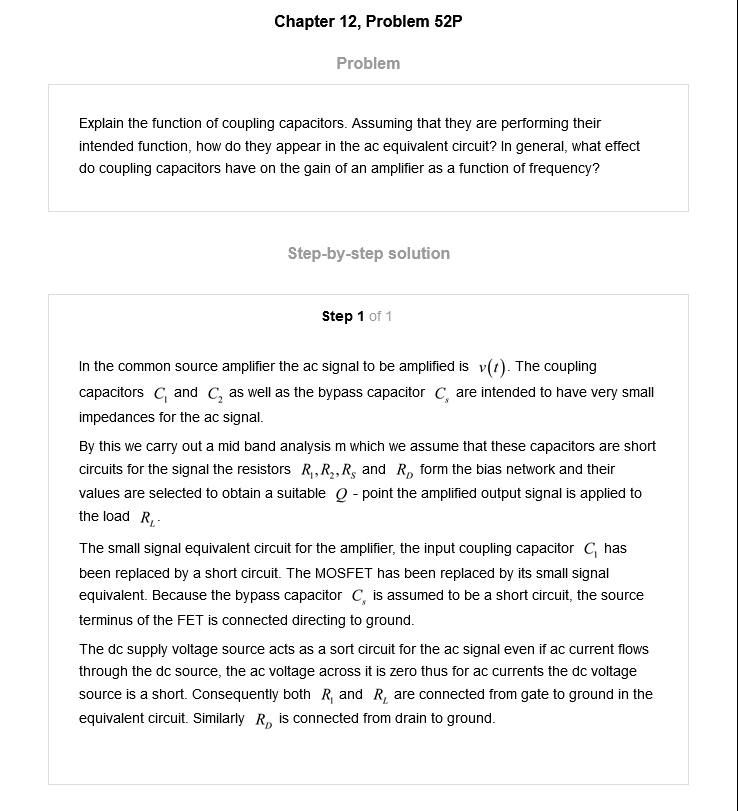 Chapter 12, Problem 52P
Problem
Explain the function of coupling capacitors. Assuming that they are performing their
intended function, how do they appear in the ac equivalent circuit? In general, what effect
do coupling capacitors have on the gain of an amplifier as a function of frequency?
Step-by-step solution
Step 1 of 1
In the common source amplifier the ac signal to be amplified is v(t). The coupling
capacitors C₁ and C₂ as well as the bypass capacitor Cₛ are intended to have very small
impedances for the ac signal.
By this we carry out a mid band analysis m which we assume that these capacitors are short
circuits for the signal the resistors R₁, R₂, R_S and R_D form the bias network and their
values are selected to obtain a suitable Q - point the amplified output signal is applied to
the load R_L.
The small signal equivalent circuit for the amplifier, the input coupling capacitor C₁ has
been replaced by a short circuit. The MOSFET has been replaced by its small signal
equivalent. Because the bypass capacitor Cₛ is assumed to be a short circuit, the source
terminus of the FET is connected directing to ground.
The dc supply voltage source acts as a sort circuit for the ac signal even if ac current flows
through the dc source, the ac voltage across it is zero thus for ac currents the dc voltage
source is a short. Consequently both R₁ and R_L are connected from gate to ground in the
equivalent circuit. Similarly R_D is connected from drain to ground.